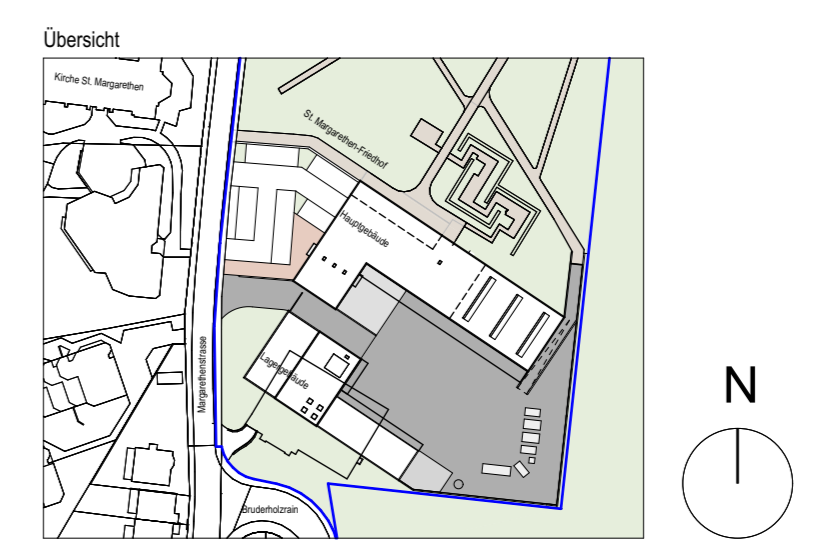 Übersicht
Kirche St. Margarethen
St. Margarethen-Friedhof
Hauptgebäude
Lagergebäude
Margarethenstrasse
N
Bruderholzrain